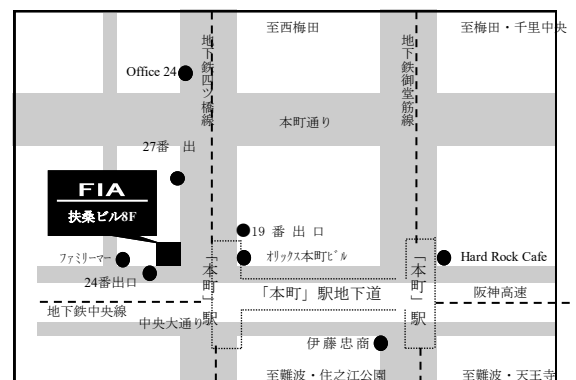 至西梅田
至梅田・千里中央
地下鉄四ツ橋線
地下鉄御堂筋線
Office 24
本町通り
27番 出
FIA
扶桑ビル8F
19 番 出 口
ファミリーマー
オリックス本町ビル
Hard Rock Cafe
24番出口
「本町」駅
「本町」駅地下道
「本町」駅
阪神高速
地下鉄中央線
中央大通り
伊 藤 忠 商
至難波・住之江公園
至難波・天王寺